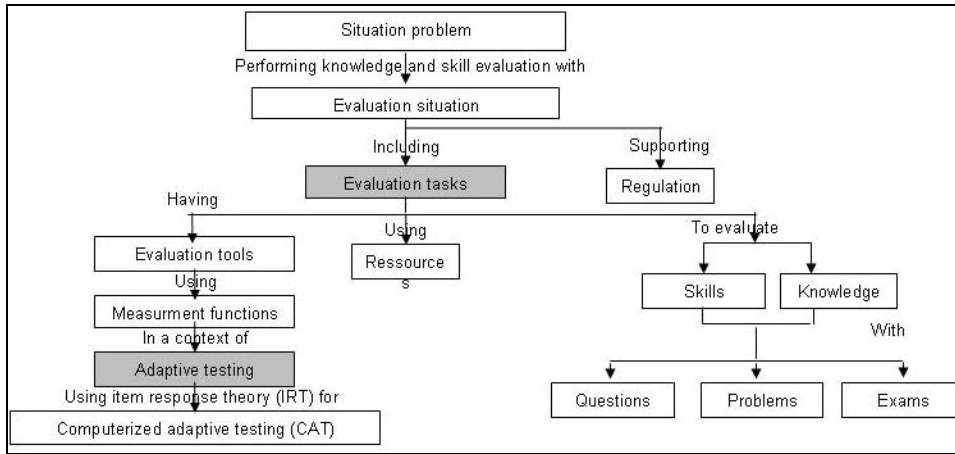 Situation problem
Performing knowledge and skill evaluation with
Evaluation situation
Including
Supporting
Evaluation tasks
Regulation
Having
Using
To evaluate
Evaluation tools
Ressource
s
Using
Skills
Knowledge
Measurment functions
In a context of
With
Adaptive testing
Using item response theory (IRT) for
Questions
Problems
Exams
Computerized adaptive testing (CAT)